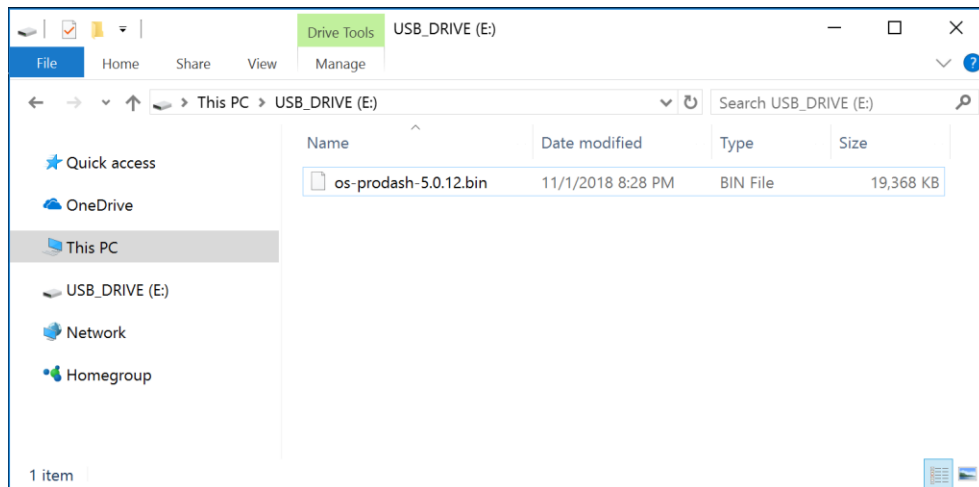 Drive Tools USB_DRIVE (E:)
File Home Share View Manage
This PC > USB_DRIVE (E:) Search USB_DRIVE (E:)
Name Date modified Type Size
Quick access
os-prodash-5.0.12.bin 11/1/2018 8:28 PM BIN File 19,368 KB
OneDrive
This PC
USB_DRIVE (E:)
Network
Homegroup
1 item